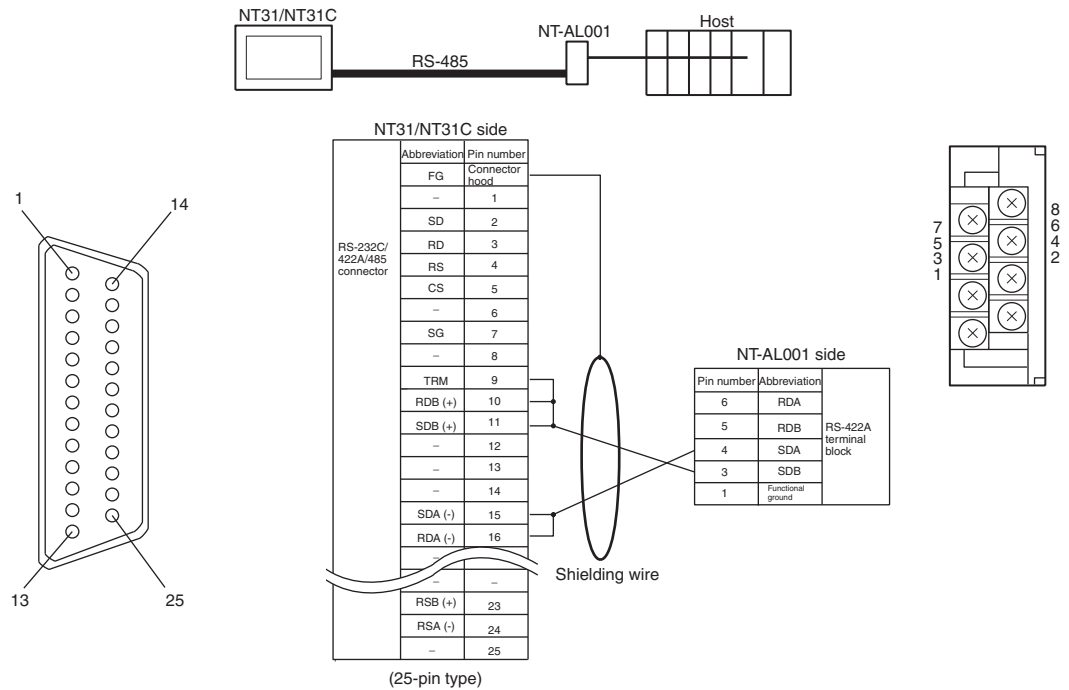 NT31/NT31C
NT-AL001
Host
RS-485
NT31/NT31C side
Abbreviation Pin number
FG Connector hood
– 1
SD 2
RD 3
RS 4
CS 5
– 6
SG 7
– 8
TRM 9
RDB (+) 10
SDB (+) 11
– 12
– 13
– 14
SDA (-) 15
RDA (-) 16
–
– –
RSB (+) 23
RSA (-) 24
– 25
RS-232C/
422A/485
connector
(25-pin type)
1
14
13
25
Shielding wire
NT-AL001 side
Pin number Abbreviation
6 RDA
5 RDB
4 SDA
3 SDB
1 Functional ground
RS-422A
terminal
block
7
5
3
1
8
6
4
2